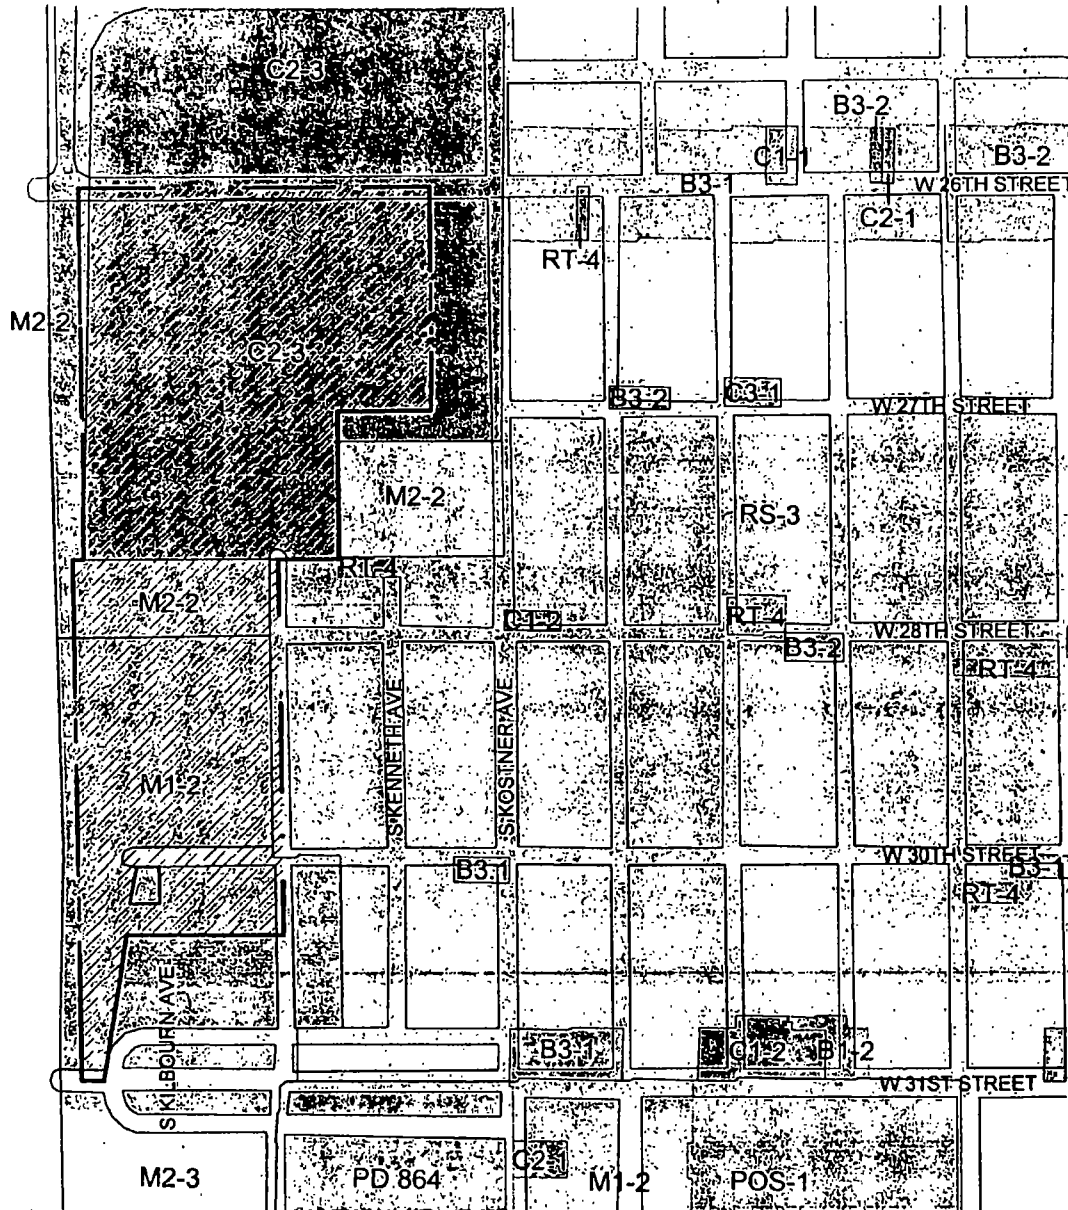 C2-3
B3-2
C1-1
B3-2
B3-1
W 26TH STREET
C2-1
RT-4
M2-2
C2-3
B3-2
C3-1
W 27TH STREET
M2-2
RS-3
RT-4
M2-2
C1-2
RT-4
W 28TH STREET
B3-2
RT-4
S KENNETH AVE
S KOSTNER AVE
M1-2
W 30TH STREET
B3-1
B3-1
RT-4
S KILBOURN AVE
B3-1
C1-2
B1-2
W 31ST STREET
C2-1
M2-3
PD 864
M1-2
POS-1